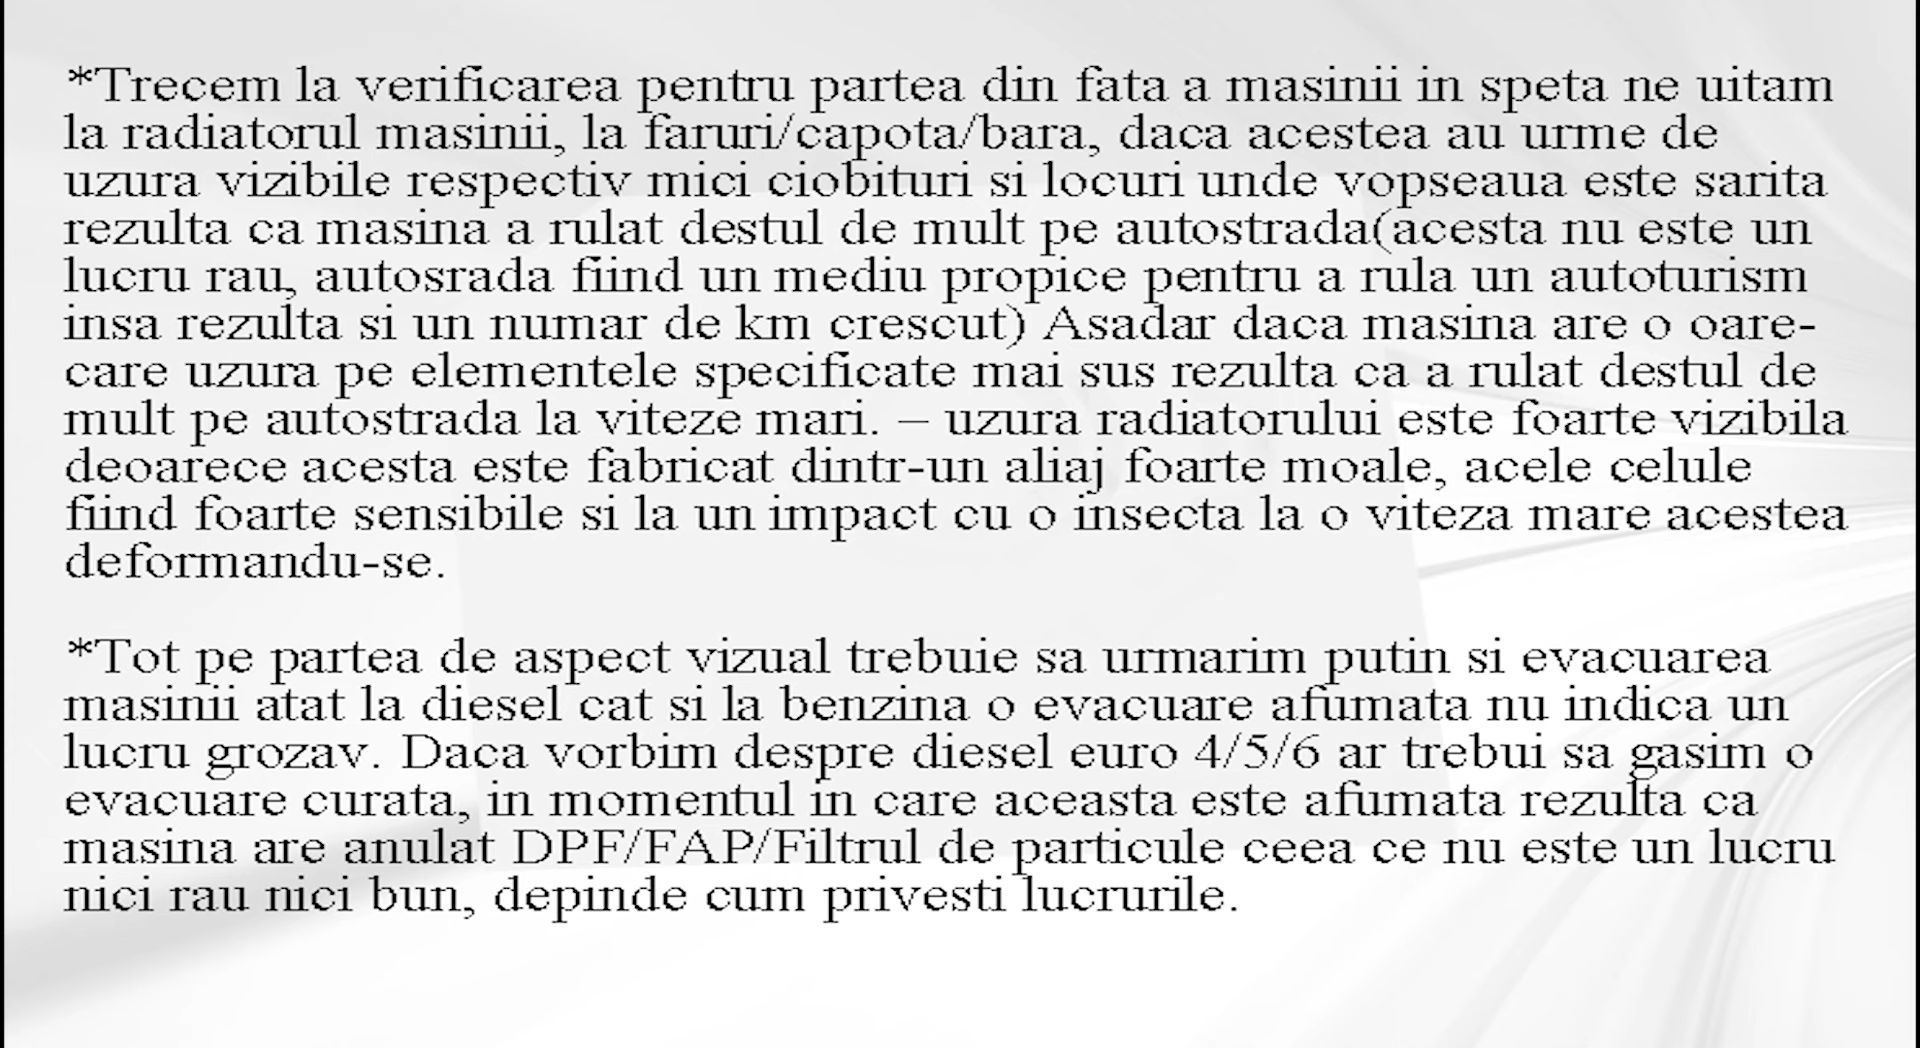 *Trecem la verificarea pentru partea din fata a masinii in speta ne uitam
la radiatorul masinii, la faruri/capota/bara, daca acestea au urme de
uzura vizibile respectiv mici ciobituri si locuri unde vopseaua este sarita
rezulta ca masina a rulat destul de mult pe autostrada(acesta nu este un
lucru rau, autosrada fiind un mediu propice pentru a rula un autoturism
insa rezulta si un numar de km crescut) Asadar daca masina are o oare-
care uzura pe elementele specificate mai sus rezulta ca a rulat destul de
mult pe autostrada la viteze mari. – uzura radiatorului este foarte vizibila
deoarece acesta este fabricat dintr-un aliaj foarte moale, acele celule
fiind foarte sensibile si la un impact cu o insecta la o viteza mare acestea
deformandu-se.
*Tot pe partea de aspect vizual trebuie sa urmarim putin si evacuarea
masinii atat la diesel cat si la benzina o evacuare afumata nu indica un
lucru grozav. Daca vorbim despre diesel euro 4/5/6 ar trebui sa gasim o
evacuare curata, in momentul in care aceasta este afumata rezulta ca
masina are anulat DPF/FAP/Filtrul de particule ceea ce nu este un lucru
nici rau nici bun, depinde cum privesti lucrurile.